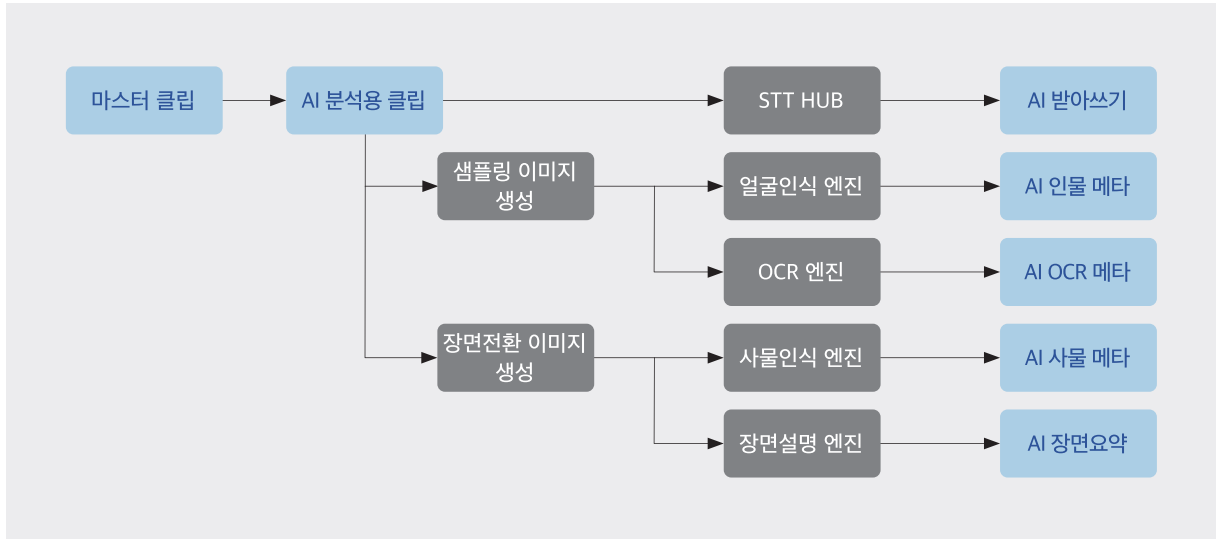 마스터 클립
AI 분석용 클립
STT HUB
AI 받아쓰기
샘플링 이미지
생성
얼굴인식 엔진
AI 인물 메타
OCR 엔진
AI OCR 메타
장면전환 이미지
생성
사물인식 엔진
AI 사물 메타
장면설명 엔진
AI 장면요약